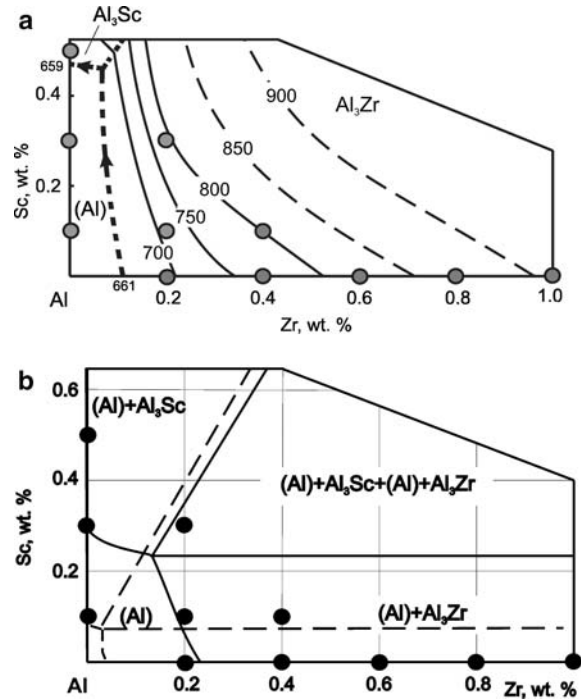 a
Al₃Sc
659
0.4
900
Al₃Zr
Sc, wt. %
850
0.2
800
(Al)
750
700
Al
661
0.2
0.4
0.6
0.8
1.0
Zr, wt. %
b
0.6
(Al)+Al₃Sc
Sc, wt. %
0.4
(Al)+Al₃Sc+(Al)+Al₃Zr
0.2
(Al)
(Al)+Al₃Zr
Al
0.2
0.4
0.6
0.8
Zr, wt. %